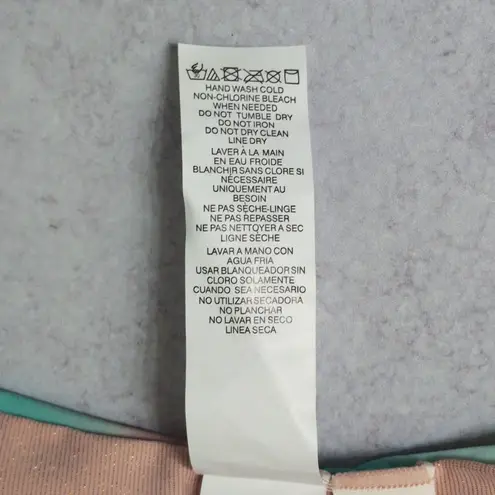 HAND WASH COLD
NON-CHLORINE BLEACH
WHEN NEEDED
DO NOT TUMBLE DRY
DO NOT IRON
DO NOT DRY CLEAN
LINE DRY
LAVER À LA MAIN
EN EAU FROIDE
BLANCHIR SANS CLORE SI
NÉCESSAIRE
UNIQUEMENT AU
BESOIN
NE PAS SÈCHE-LINGE
NE PAS REPASSER
NE PAS NETTOYER A SEC
LIGNE SÈCHE
LAVAR A MANO CON
AGUA FRIA
USAR BLANQUEADOR SIN
CLORO SOLAMENTE
CUANDO SEA NECESARIO
NO UTILIZAR SECADORA
NO PLANCHAR
NO LAVAR EN SECO
LINEA SECA